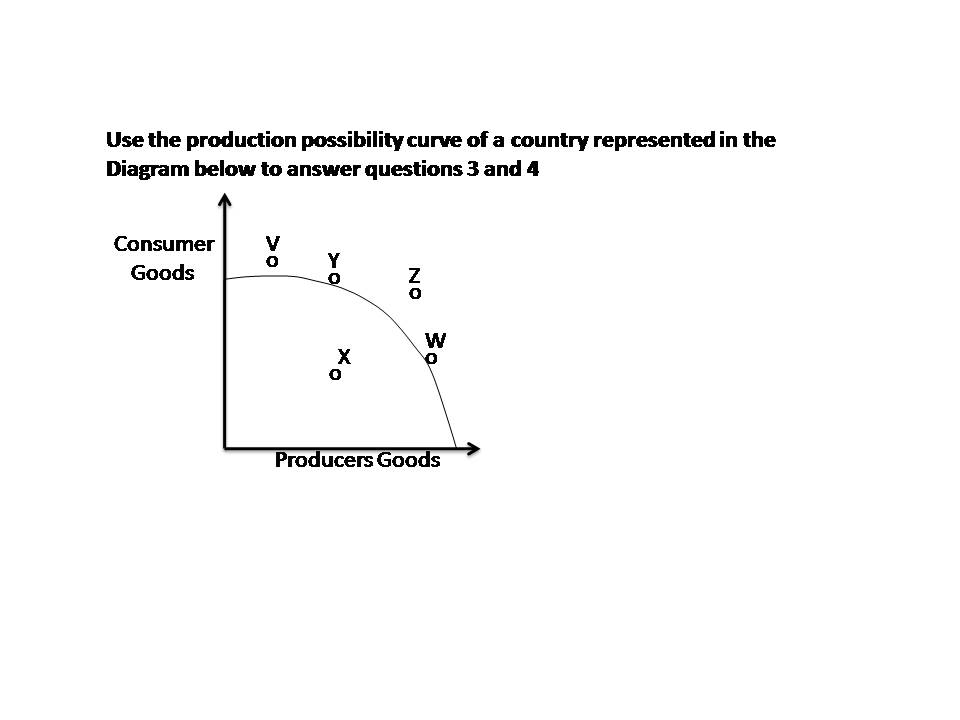 Use the production possibility curve of a country represented in the
Diagram below to answer questions 3 and 4
Consumer
Goods
V
o
Y
o
Z
o
W
o
X
o
Producers Goods